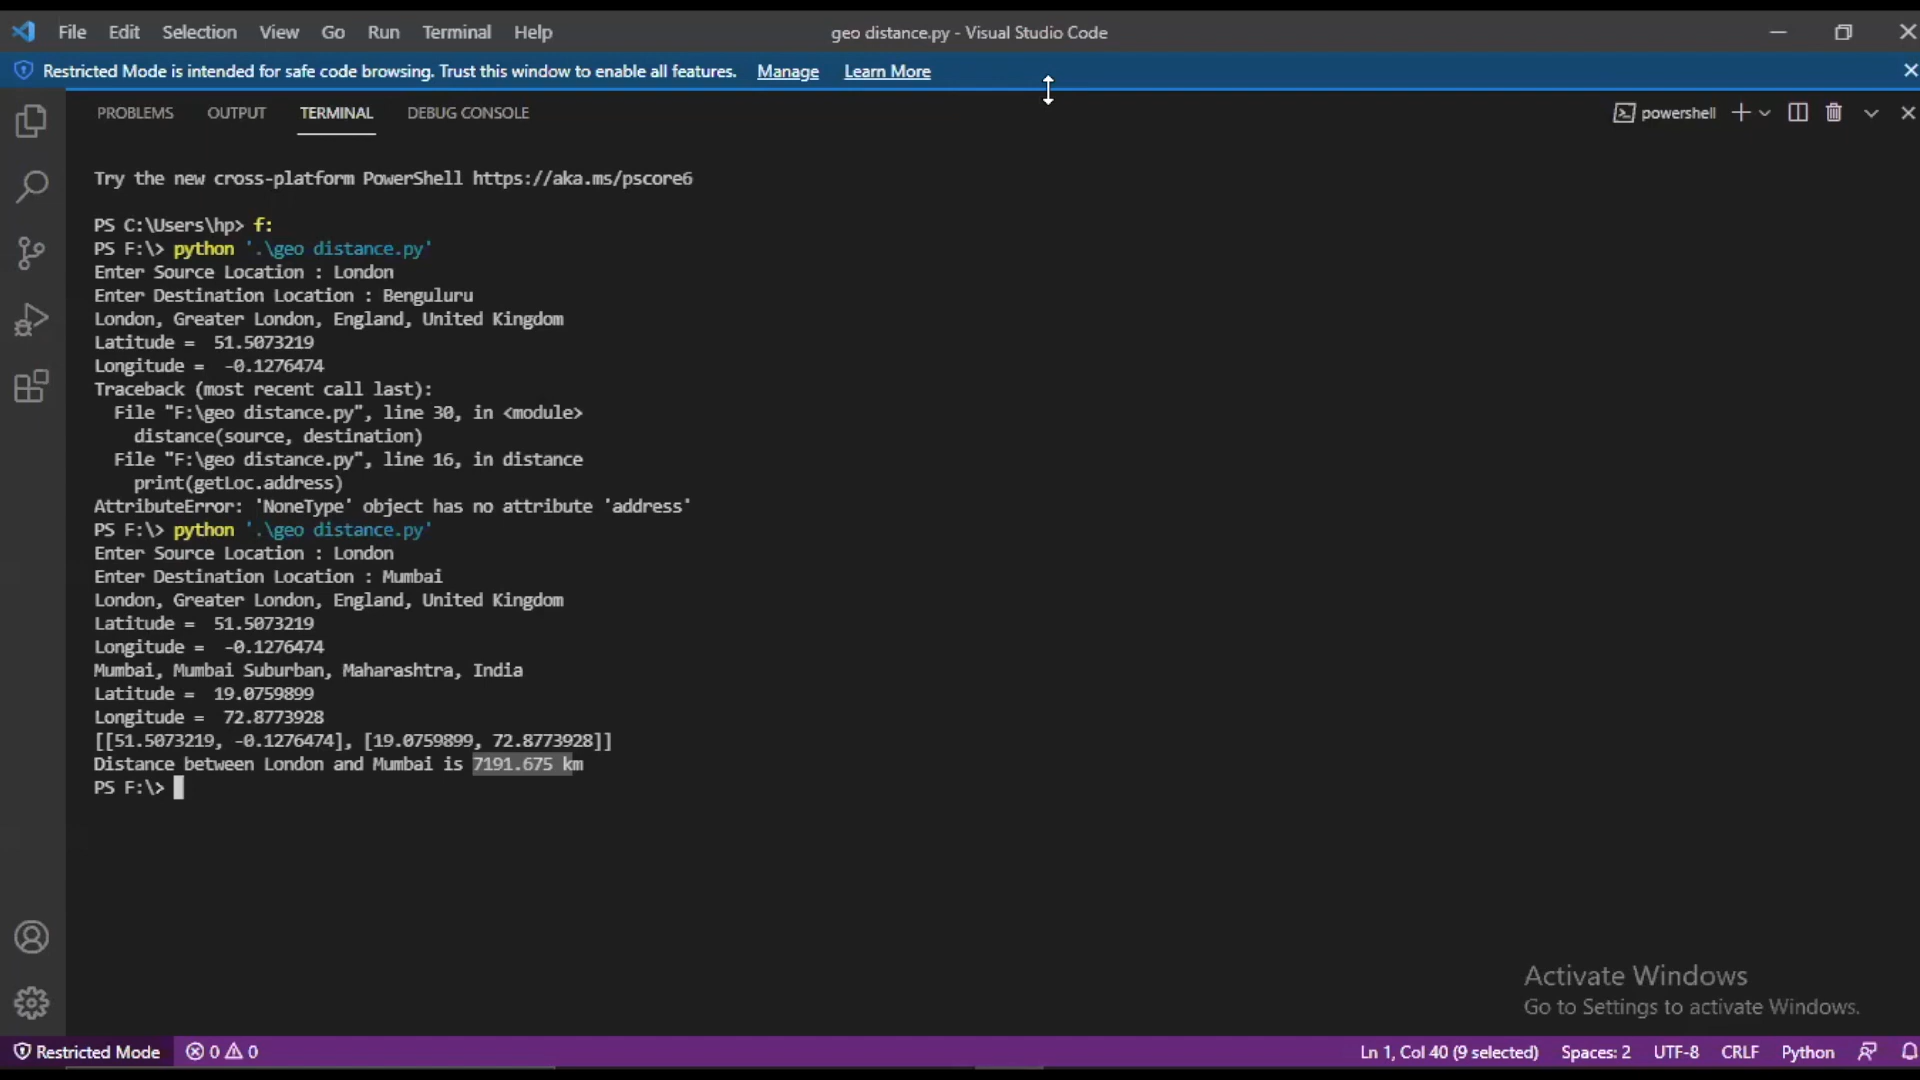 File Edit Selection View Go Run Terminal Help geo distance.py - Visual Studio Code
Restricted Mode is intended for safe code browsing. Trust this window to enable all features. Manage Learn More
PROBLEMS OUTPUT TERMINAL DEBUG CONSOLE powershell
Try the new cross-platform PowerShell https://aka.ms/pscore6
PS C:\Users\hp> f:
PS F:\> python '.\geo distance.py'
Enter Source Location : London
Enter Destination Location : Benguluru
London, Greater London, England, United Kingdom
Latitude =  51.5073219
Longitude =  -0.1276474
Traceback (most recent call last):
  File "F:\geo distance.py", line 30, in <module>
    distance(source, destination)
  File "F:\geo distance.py", line 16, in distance
    print(getLoc.address)
AttributeError: 'NoneType' object has no attribute 'address'
PS F:\> python '.\geo distance.py'
Enter Source Location : London
Enter Destination Location : Mumbai
London, Greater London, England, United Kingdom
Latitude =  51.5073219
Longitude =  -0.1276474
Mumbai, Mumbai Suburban, Maharashtra, India
Latitude =  19.0759899
Longitude =  72.8773928
[[51.5073219, -0.1276474], [19.0759899, 72.8773928]]
Distance between London and Mumbai is 7191.675 km
PS F:\>
Activate Windows
Go to Settings to activate Windows.
Restricted Mode 0 0 Ln 1, Col 40 (9 selected) Spaces: 2 UTF-8 CRLF Python